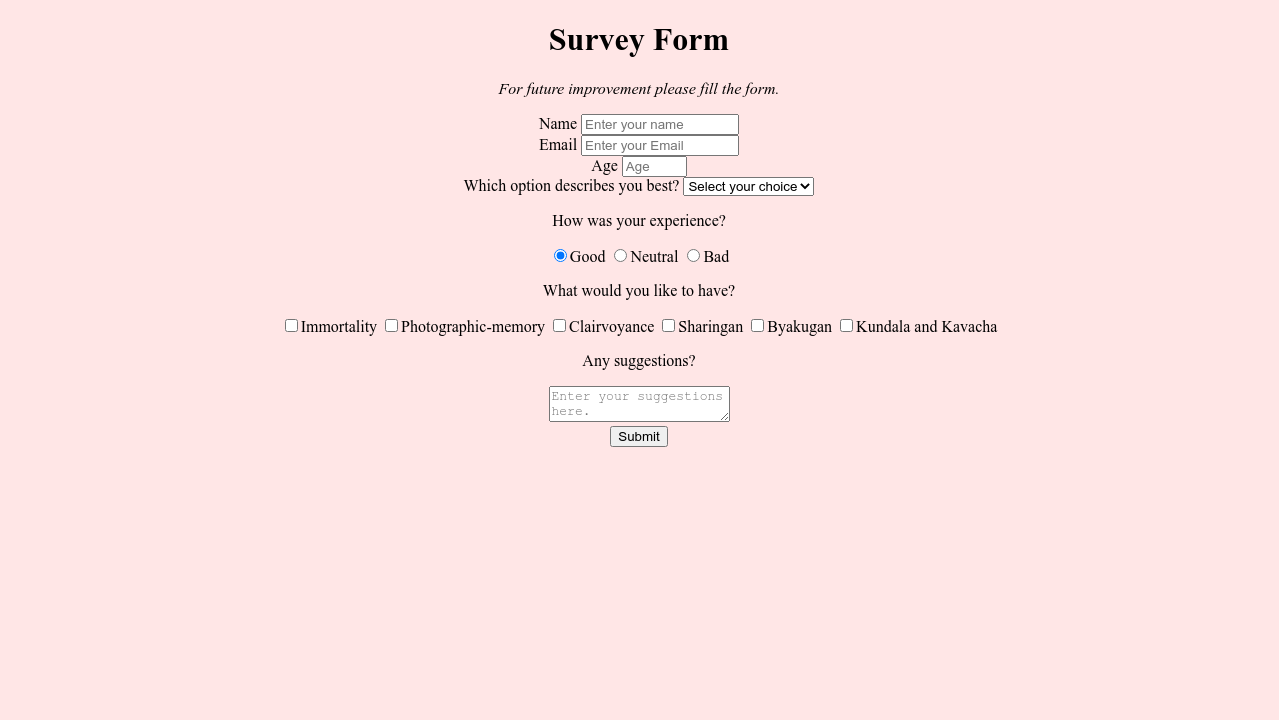 Survey Form
For future improvement please fill the form.
Name Enter your name
Email Enter your Email
Age Age
Which option describes you best? Select your choice
How was your experience?
Good Neutral Bad
What would you like to have?
Immortality Photographic-memory Clairvoyance Sharingan Byakugan Kundala and Kavacha
Any suggestions?
Enter your suggestions
here.
Submit